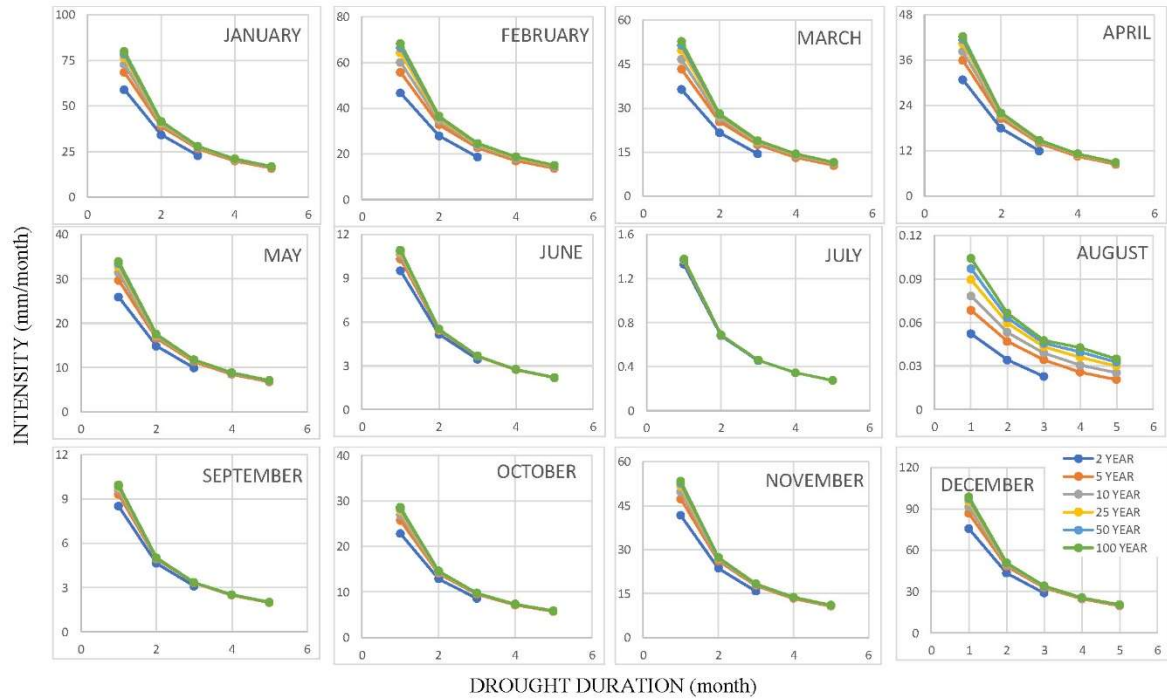 INTENSITY (mm/month)
JANUARY
100
75
50
25
0
0 2 4 6
FEBRUARY
80
60
40
20
0
0 2 4 6
MARCH
60
45
30
15
0
0 2 4 6
APRIL
48
36
24
12
0
0 2 4 6
MAY
40
30
20
10
0
0 2 4 6
JUNE
12
9
6
3
0
0 2 4 6
JULY
1.6
1.2
0.8
0.4
0
0 2 4 6
AUGUST
0.12
0.09
0.06
0.03
0
0 1 2 3 4 5 6
SEPTEMBER
12
9
6
3
0
0 2 4 6
OCTOBER
40
30
20
10
0
0 2 4 6
NOVEMBER
60
45
30
15
0
0 2 4 6
DECEMBER
120
90
60
30
0
0 1 2 3 4 5 6
2 YEAR
5 YEAR
10 YEAR
25 YEAR
50 YEAR
100 YEAR
DROUGHT DURATION (month)